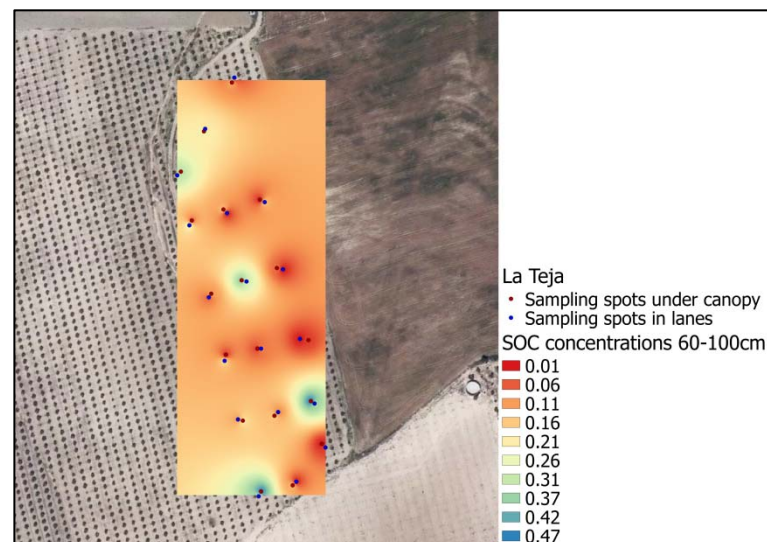 La Teja
Sampling spots under canopy
Sampling spots in lanes
SOC concentrations 60-100cm
0.01
0.06
0.11
0.16
0.21
0.26
0.31
0.37
0.42
0.47